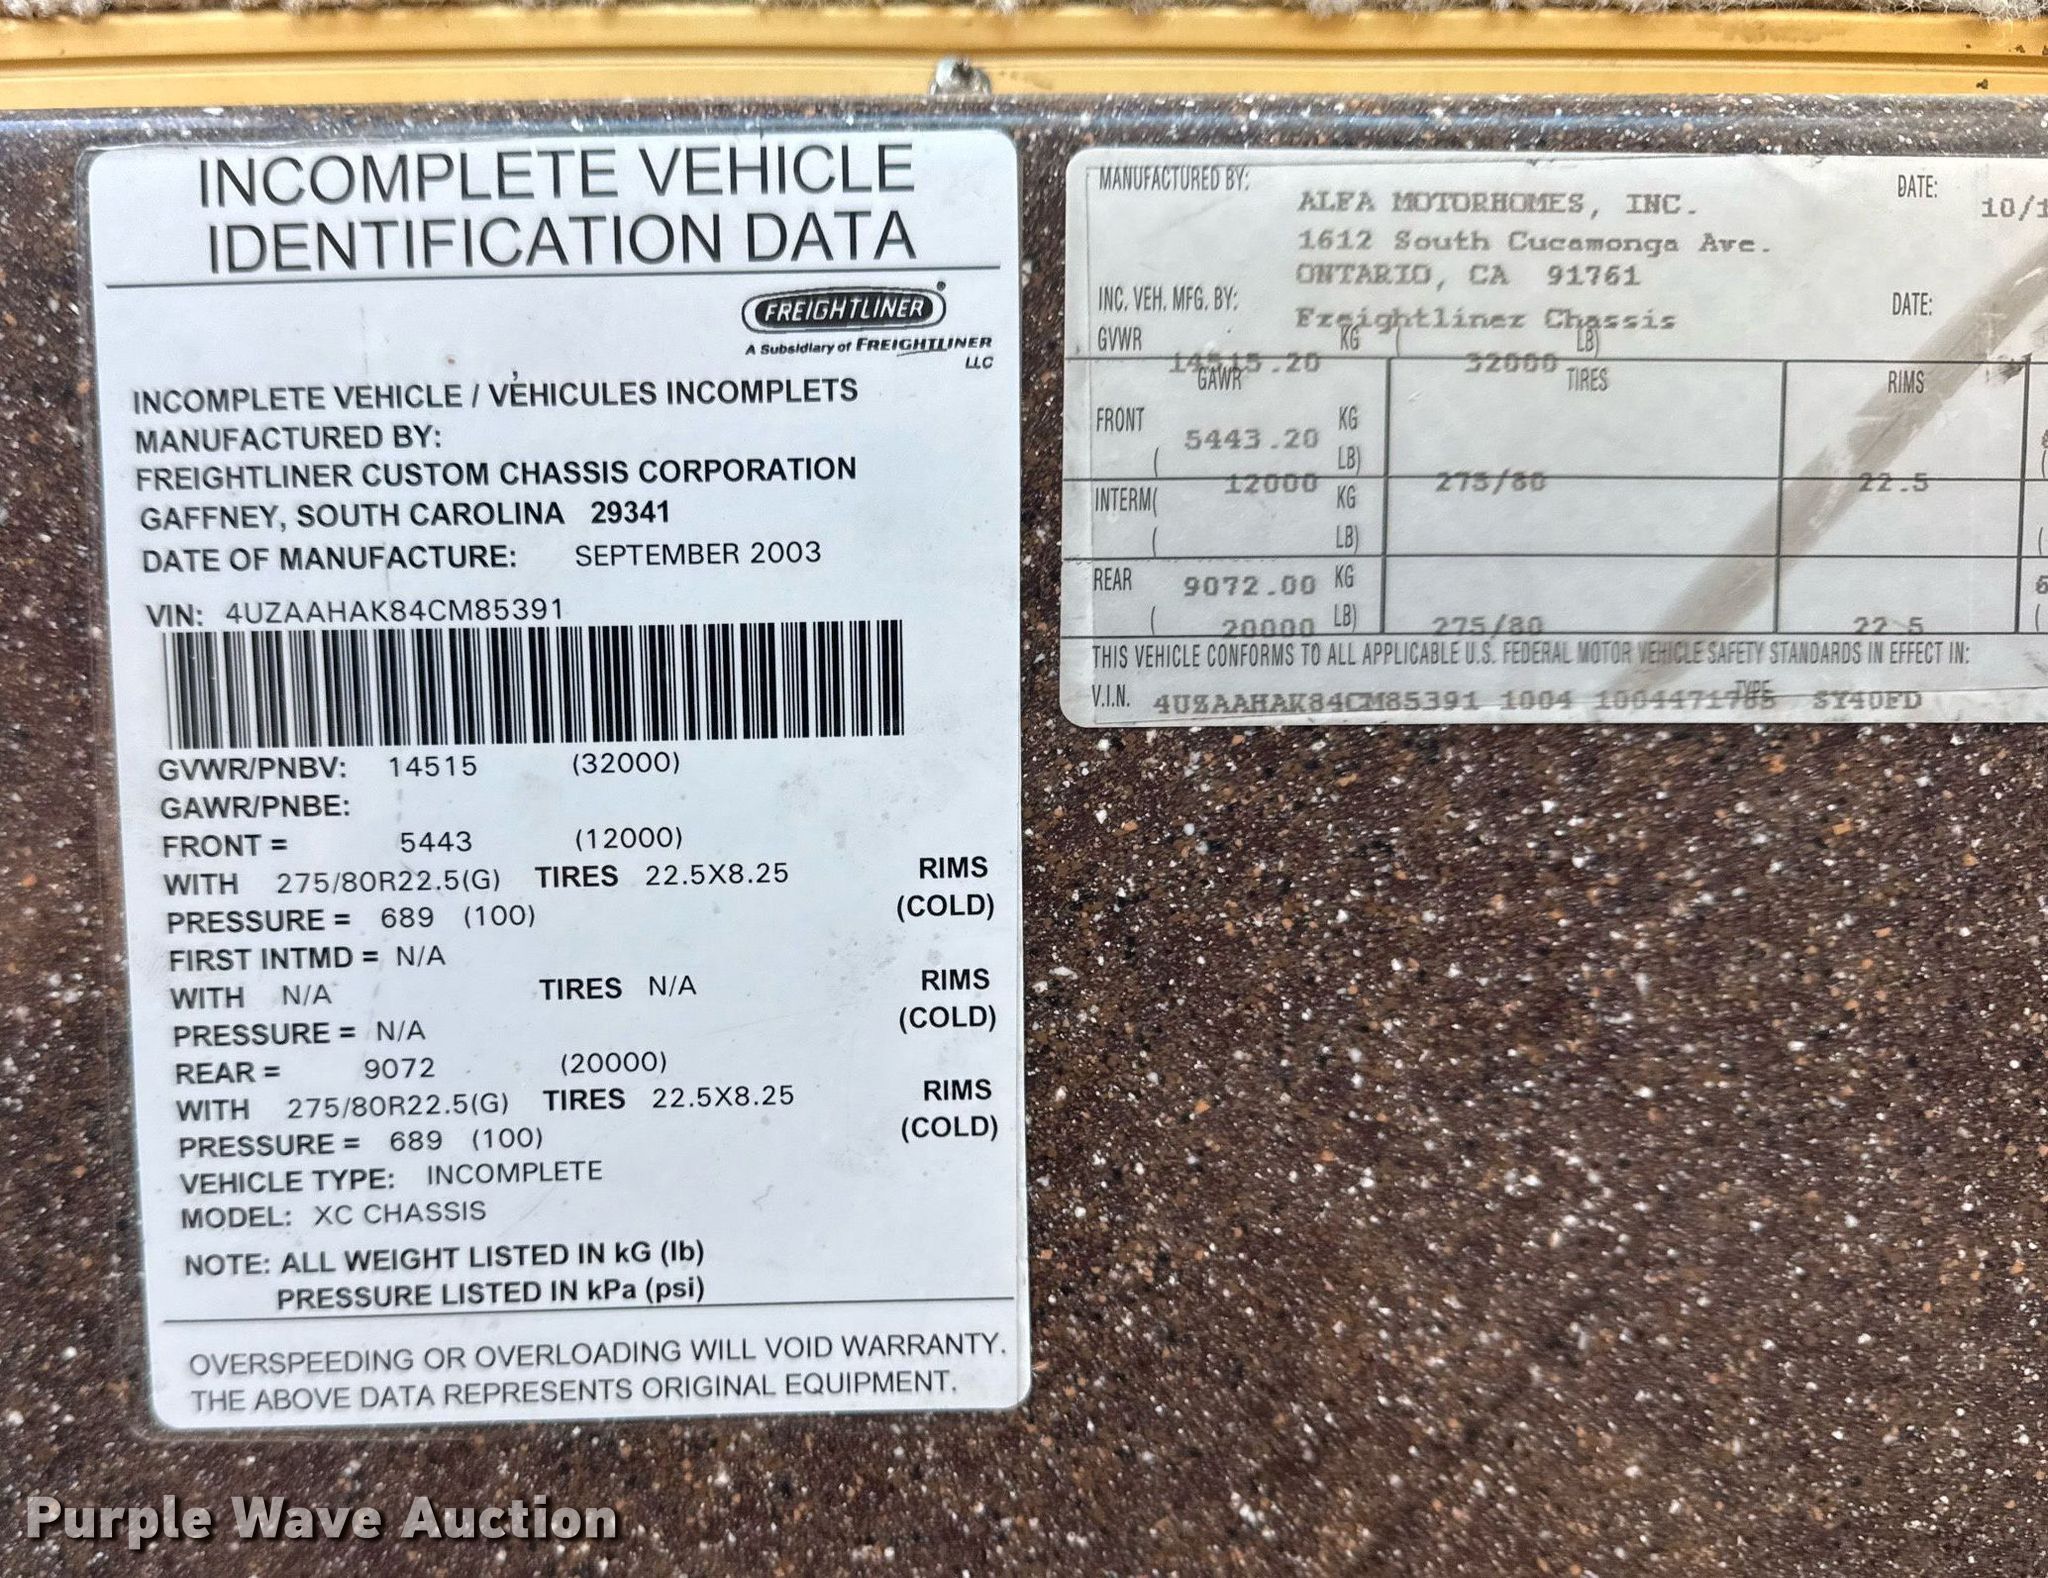 INCOMPLETE VEHICLE
IDENTIFICATION DATA
FREIGHTLINER®
A Subsidiary of FREIGHTLINER
LLC
INCOMPLETE VEHICLE / VÉHICULES INCOMPLETS
MANUFACTURED BY:
FREIGHTLINER CUSTOM CHASSIS CORPORATION
GAFFNEY, SOUTH CAROLINA 29341
DATE OF MANUFACTURE: SEPTEMBER 2003
VIN: 4UZAAHAK84CM85391
GVWR/PNBV: 14515 (32000)
GAWR/PNBE:
FRONT = 5443 (12000)
WITH 275/80R22.5(G) TIRES 22.5X8.25 RIMS
PRESSURE = 689 (100) (COLD)
FIRST INTMD = N/A
WITH N/A TIRES N/A RIMS
PRESSURE = N/A (COLD)
REAR = 9072 (20000)
WITH 275/80R22.5(G) TIRES 22.5X8.25 RIMS
PRESSURE = 689 (100) (COLD)
VEHICLE TYPE: INCOMPLETE
MODEL: XC CHASSIS
NOTE: ALL WEIGHT LISTED IN kG (lb)
PRESSURE LISTED IN kPa (psi)
OVERSPEEDING OR OVERLOADING WILL VOID WARRANTY.
THE ABOVE DATA REPRESENTS ORIGINAL EQUIPMENT.
MANUFACTURED BY: ALFA MOTORHOMES, INC. DATE: 10/1
1612 South Cucamonga Ave.
ONTARIO, CA 91761
INC. VEH. MFG. BY: Freightliner Chassis DATE:
GVWR 14515.20 KG ( 32000 LB)
GAWR TIRES RIMS
FRONT 5443.20 KG
( 12000 LB) 275/80 22.5
INTERM( KG
( LB)
REAR 9072.00 KG
( 20000 LB) 275/80 22.5
THIS VEHICLE CONFORMS TO ALL APPLICABLE U.S. FEDERAL MOTOR VEHICLE SAFETY STANDARDS IN EFFECT IN:
V.I.N. 4UZAAHAK84CM85391 1004 1004471785 TYPE SY40FD
Purple Wave Auction